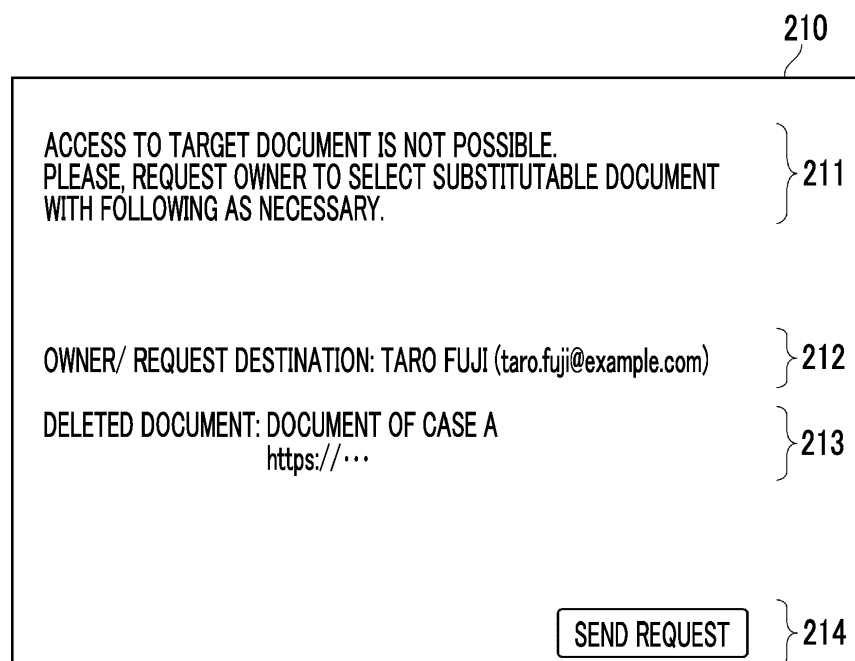 210
ACCESS TO TARGET DOCUMENT IS NOT POSSIBLE.
PLEASE, REQUEST OWNER TO SELECT SUBSTITUTABLE DOCUMENT
WITH FOLLOWING AS NECESSARY.
211
OWNER/ REQUEST DESTINATION: TARO FUJI (taro.fuji@example.com)
212
DELETED DOCUMENT: DOCUMENT OF CASE A
https://···
213
SEND REQUEST
214